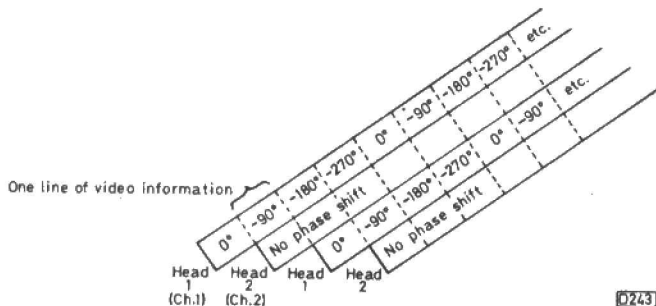 0° -90° -180° -270° 0° -90° -180° -270° etc.
No phase shift
0° -90° -180° -270° 0° -90° etc.
No phase shift
One line of video information
Head 1 (Ch.1)
Head 2 (Ch.2)
Head 1
Head 2
D243